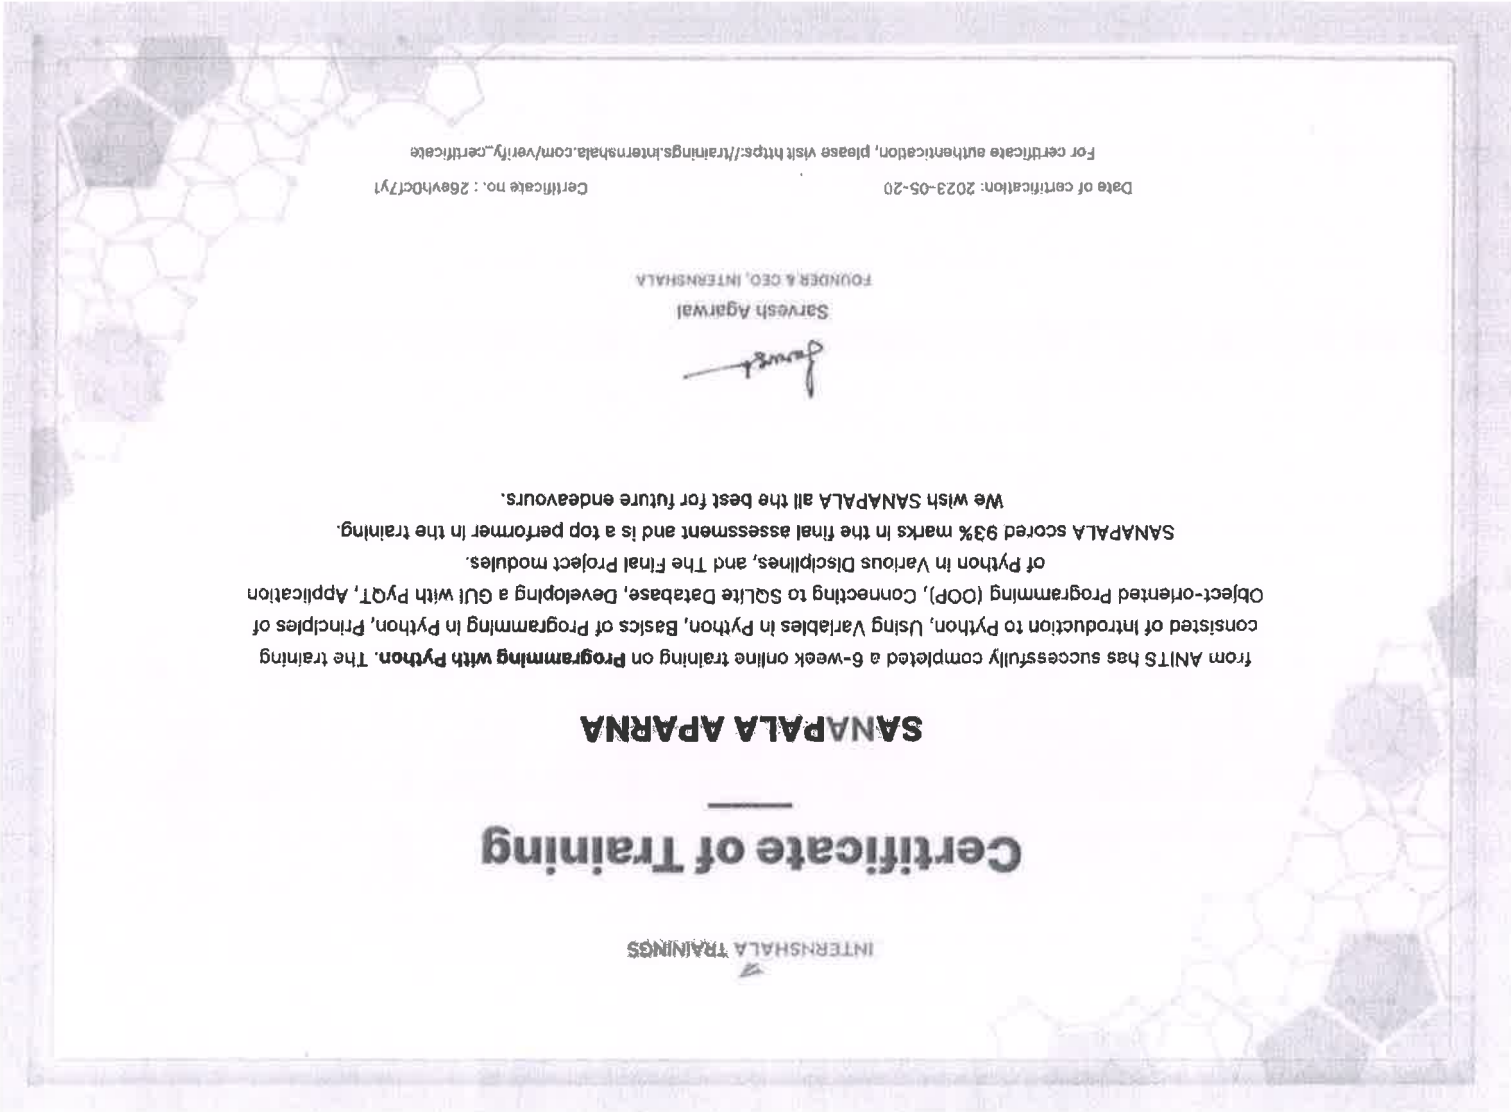 INTERNSHALA TRAININGS
Certificate of Training
SANAPALA APARNA
from ANITS has successfully completed a 6-week online training on Programming with Python. The training
consisted of Introduction to Python, Using Variables in Python, Basics of Programming in Python, Principles of
Object-oriented Programming (OOP), Connecting to SQLite Database, Developing a GUI with PyQT, Application
of Python in Various Disciplines, and The Final Project modules.
SANAPALA scored 93% marks in the final assessment and is a top performer in the training.
We wish SANAPALA all the best for future endeavours.
Sarvesh Agarwal
FOUNDER & CEO, INTERNSHALA
Date of certification: 2023-05-20 Certificate no. : 26evh0cf7y1
For certificate authentication, please visit https://trainings.internshala.com/verify_certificate